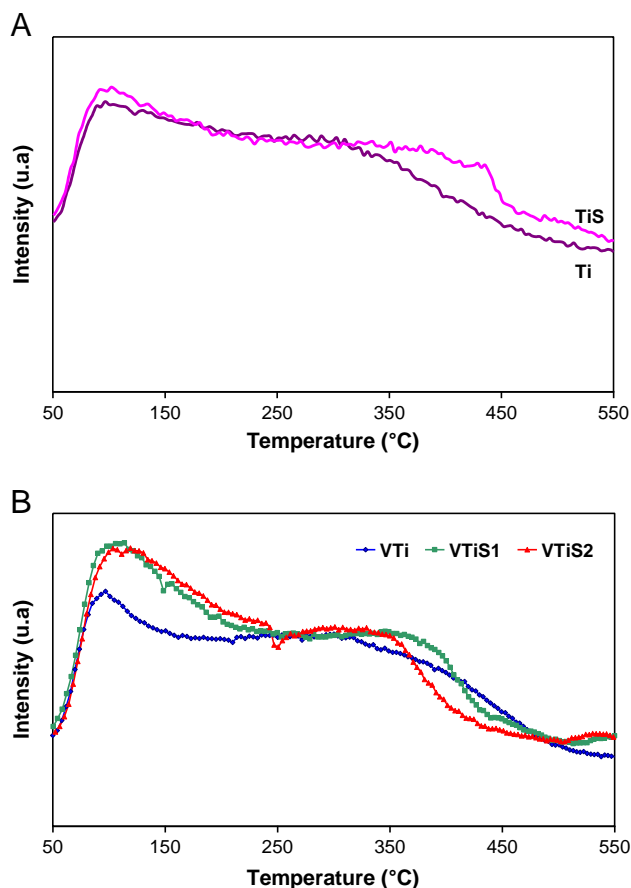 A
Intensity (u.a)
TiS
Ti
50 150 250 350 450 550
Temperature (°C)
B
VTi VTiS1 VTiS2
Intensity (u.a)
50 150 250 350 450 550
Temperature (°C)